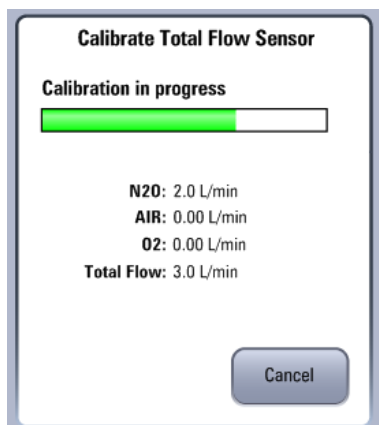 Calibrate Total Flow Sensor
Calibration in progress
N2O: 2.0 L/min
AIR: 0.00 L/min
O2: 0.00 L/min
Total Flow: 3.0 L/min
Cancel